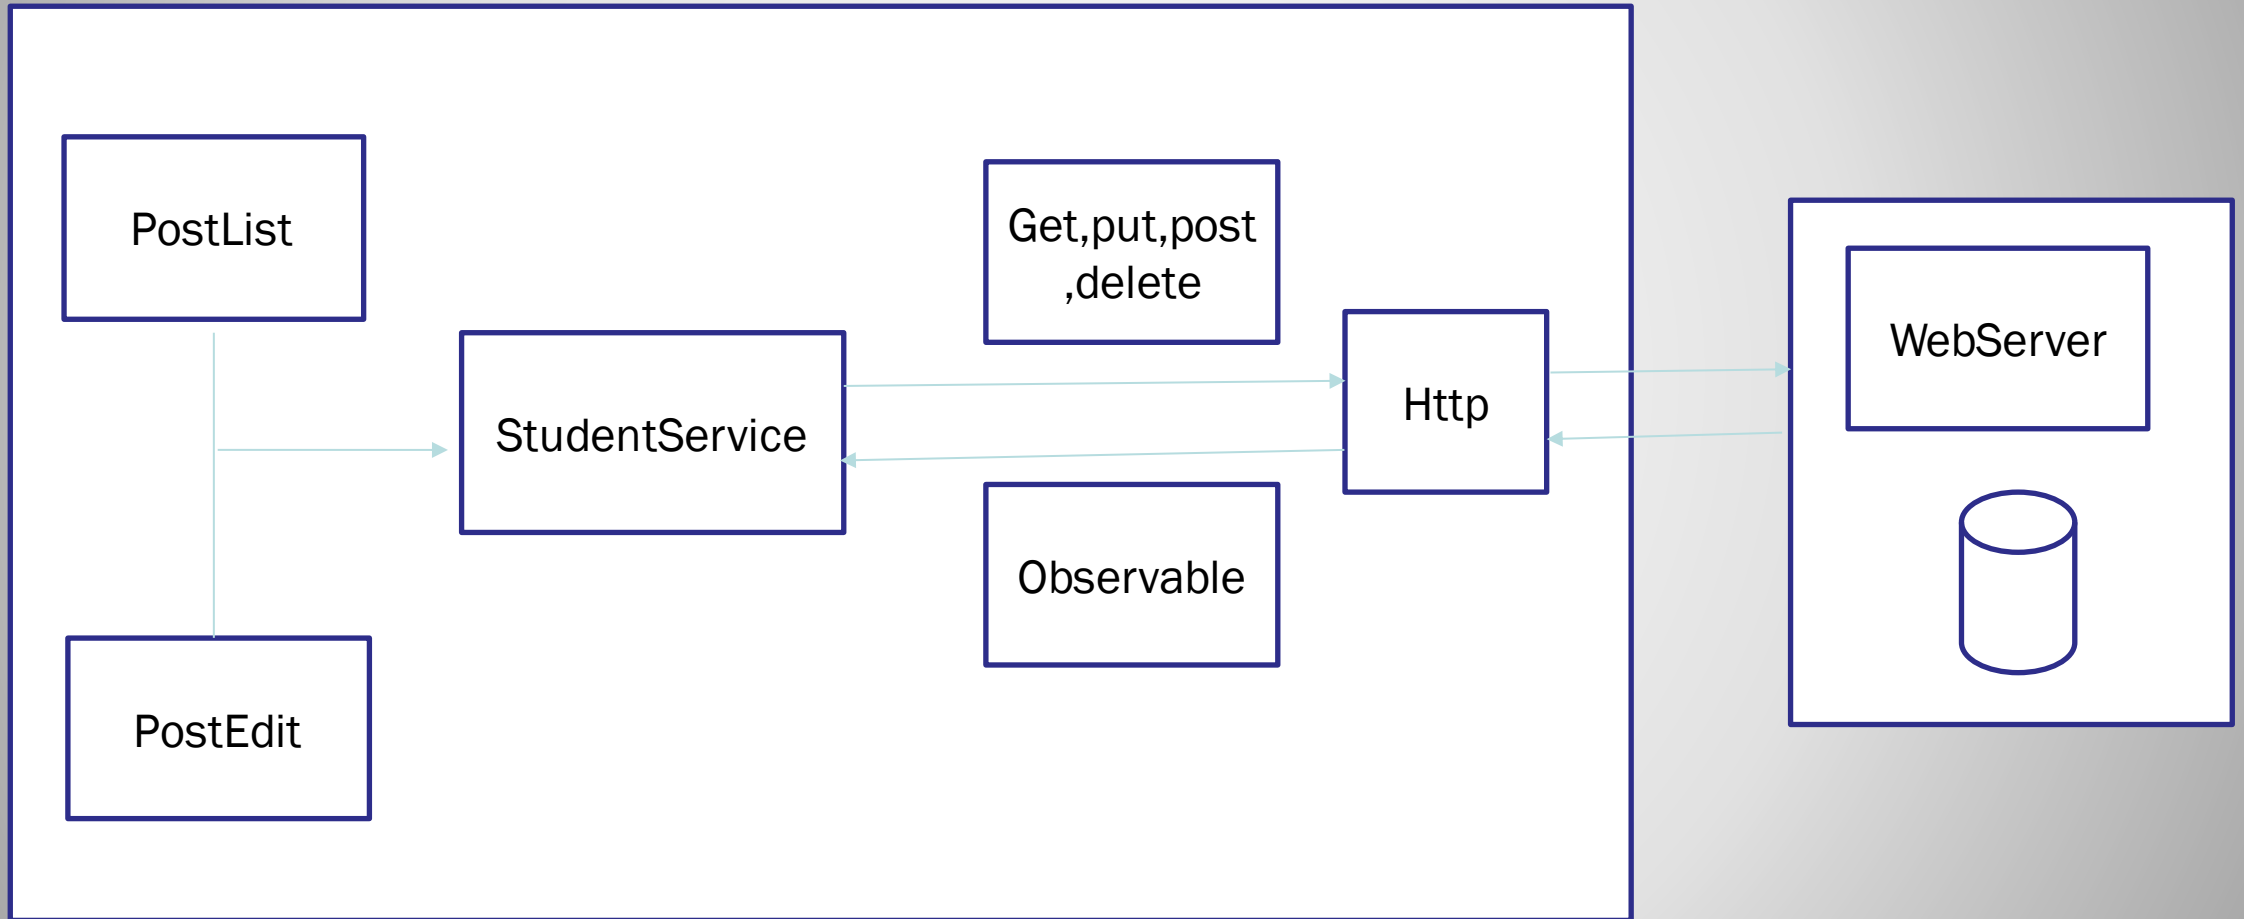 PostList
Get,put,post
,delete
WebServer
Http
StudentService
Observable
PostEdit